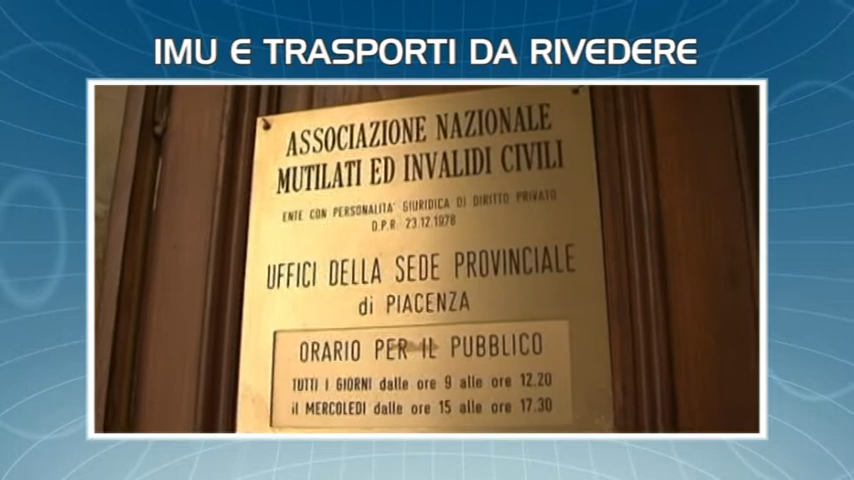 IMU E TRASPORTI DA RIVEDERE
ASSOCIAZIONE NAZIONALE
MUTILATI ED INVALIDI CIVILI
ENTE CON PERSONALITA' GIURIDICA DI DIRITTO PRIVATO
D.P.R. 23.12.1978
UFFICI DELLA SEDE PROVINCIALE
di PIACENZA
ORARIO PER IL PUBBLICO
TUTTI I GIORNI dalle ore 9 alle ore 12.20
il MERCOLEDI dalle ore 15 alle ore 17.30